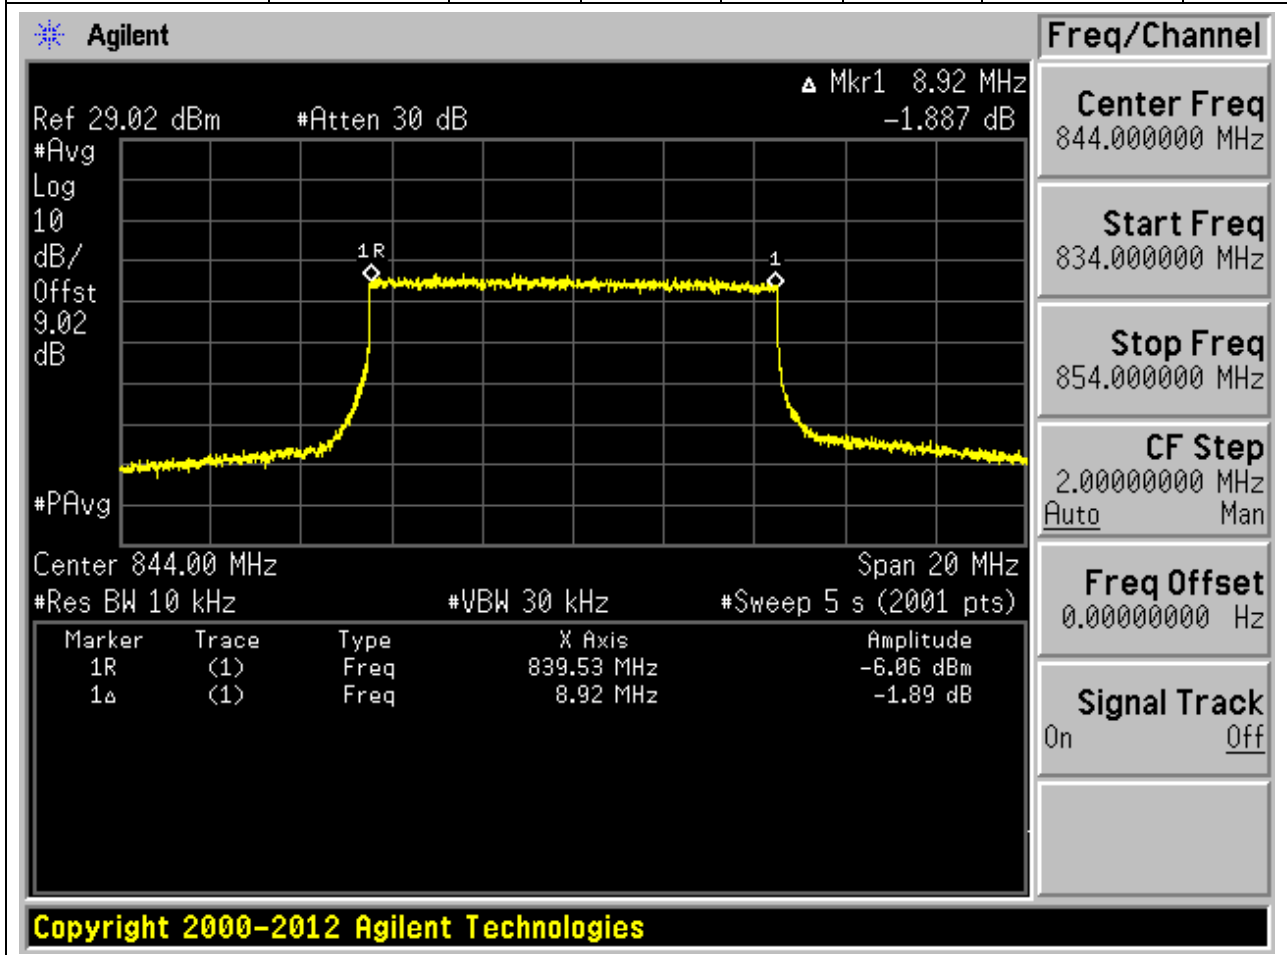 Agilent
Freq/Channel
▵ Mkr1 8.92 MHz
Ref 29.02 dBm #Atten 30 dB −1.887 dB
#Avg
Log
10
dB/
Offst
9.02
dB
1R
1
#PAvg
Center 844.00 MHz Span 20 MHz
#Res BW 10 kHz #VBW 30 kHz #Sweep 5 s (2001 pts)
Marker Trace Type X Axis Amplitude
1R (1) Freq 839.53 MHz −6.06 dBm
1▵ (1) Freq 8.92 MHz −1.89 dB
Center Freq
844.000000 MHz
Start Freq
834.000000 MHz
Stop Freq
854.000000 MHz
CF Step
2.00000000 MHz
Auto Man
Freq Offset
0.00000000 Hz
Signal Track
On Off
Copyright 2000–2012 Agilent Technologies